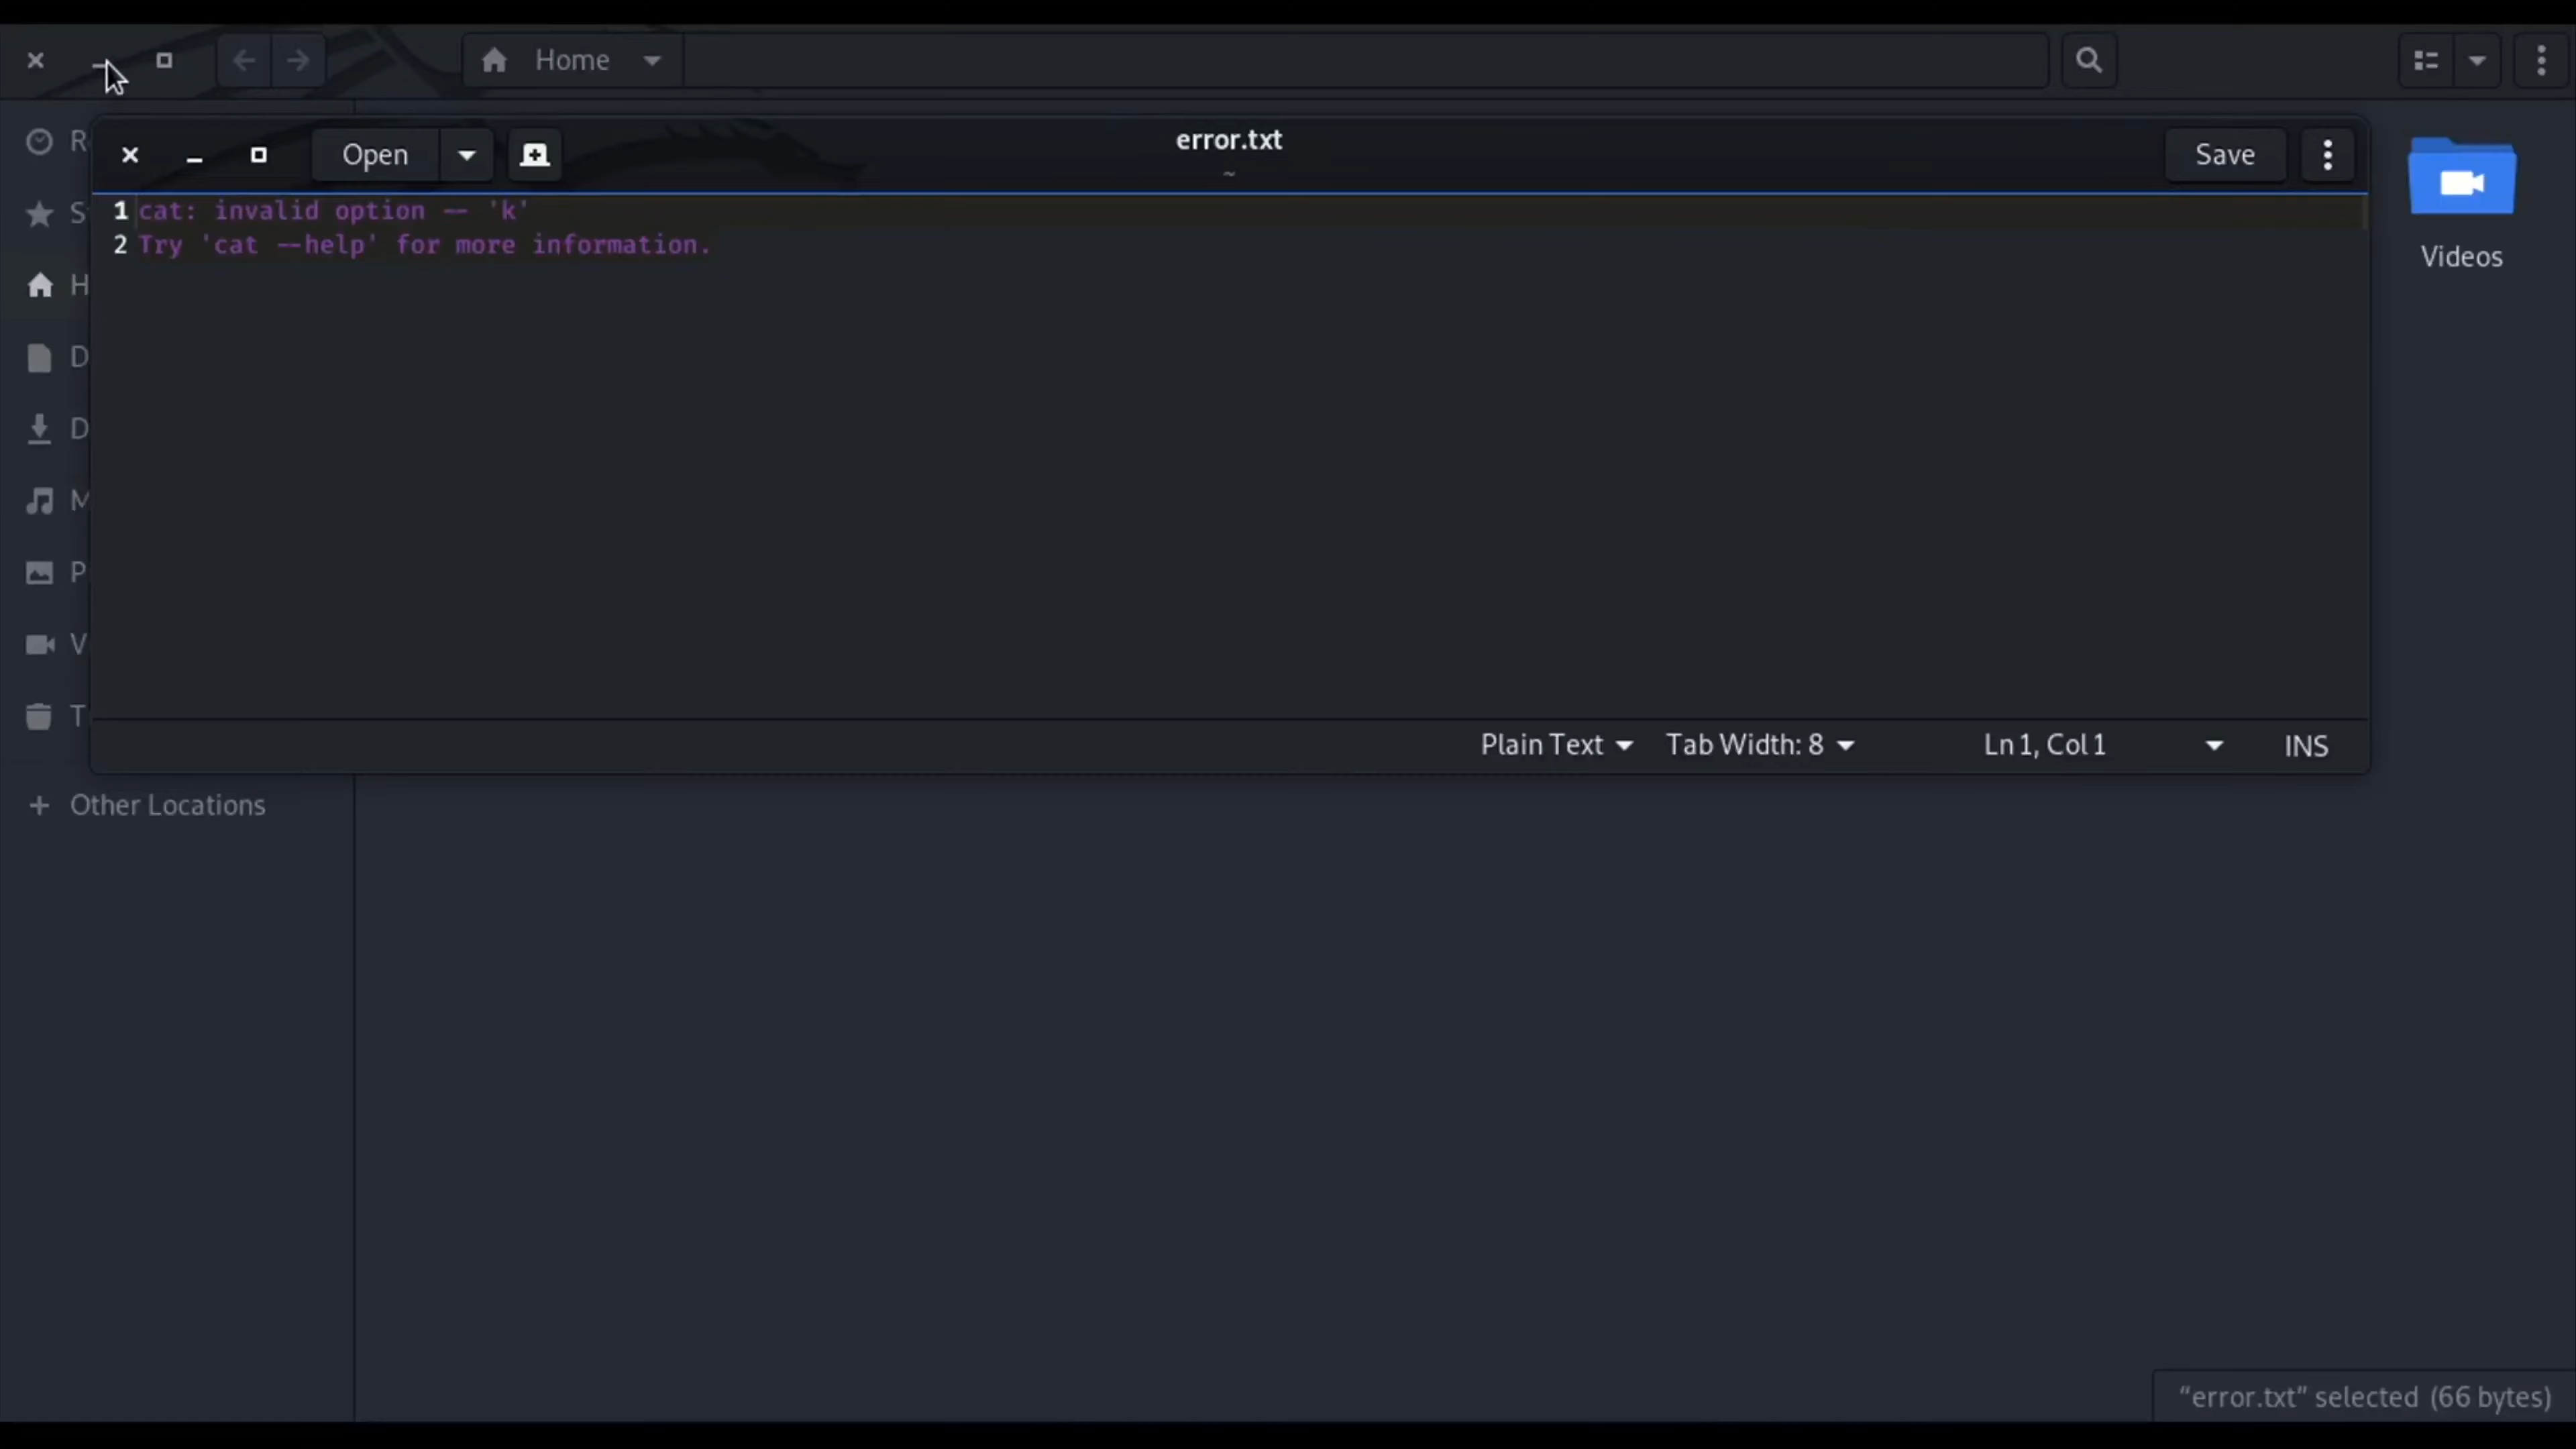 Home
Open
error.txt
~
Save
1 cat: invalid option -- 'k'
2 Try 'cat --help' for more information.
Videos
R
S
H
D
D
M
P
V
T
Plain Text
Tab Width: 8
Ln 1, Col 1
INS
+ Other Locations
“error.txt” selected (66 bytes)